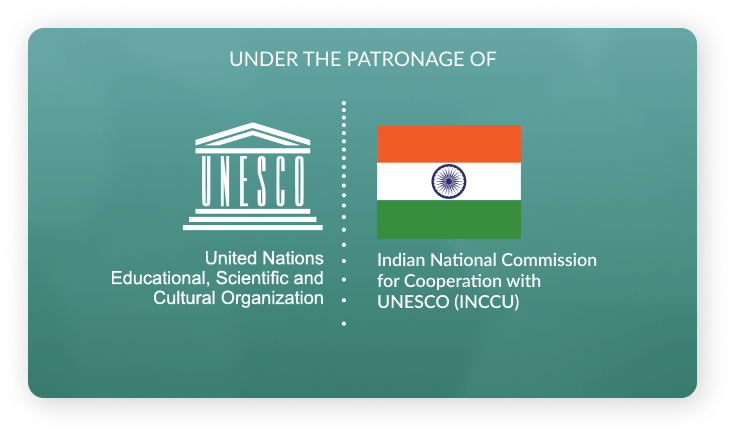 UNDER THE PATRONAGE OF
UNESCO
United Nations
Educational, Scientific and
Cultural Organization
Indian National Commission
for Cooperation with
UNESCO (INCCU)